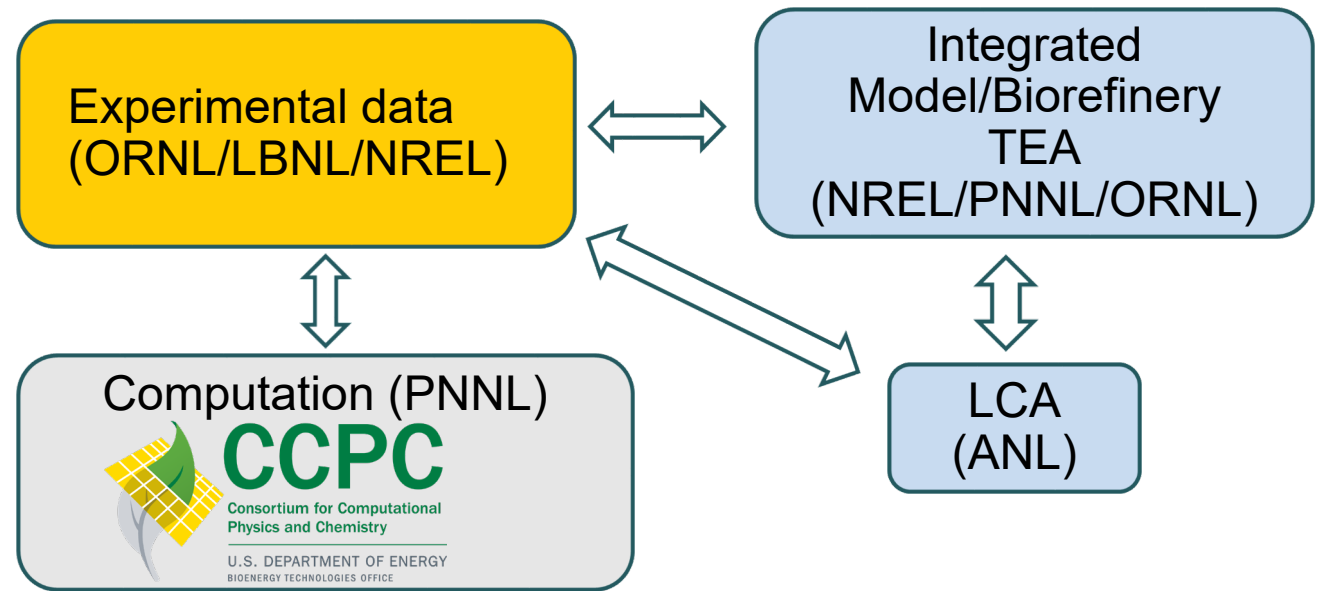 Experimental data
(ORNL/LBNL/NREL)
Integrated
Model/Biorefinery
TEA
(NREL/PNNL/ORNL)
Computation (PNNL)
CCPC
Consortium for Computational
Physics and Chemistry
U.S. DEPARTMENT OF ENERGY
BIOENERGY TECHNOLOGIES OFFICE
LCA
(ANL)